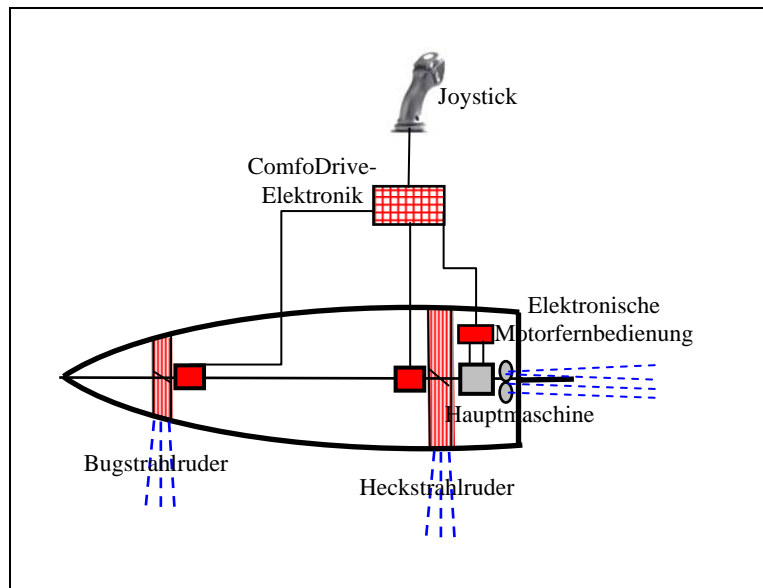 Joystick
ComfoDrive-
Elektronik
Elektronische
Motorfernbedienung
Hauptmaschine
Bugstrahlruder
Heckstrahlruder